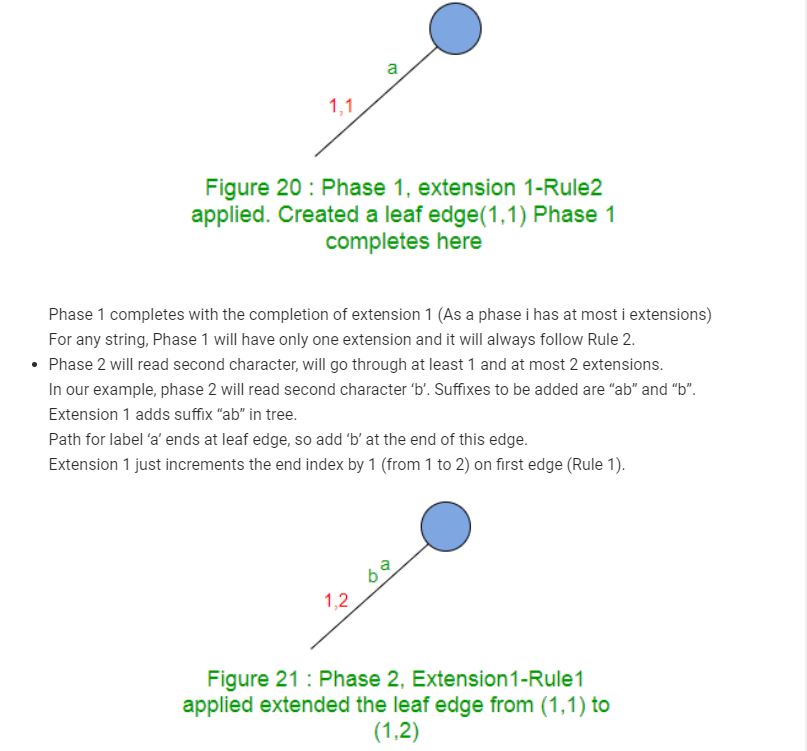 a
1,1
Figure 20 : Phase 1, extension 1-Rule2
applied. Created a leaf edge(1,1) Phase 1
completes here
Phase 1 completes with the completion of extension 1 (As a phase i has at most i extensions)
For any string, Phase 1 will have only one extension and it will always follow Rule 2.
• Phase 2 will read second character, will go through at least 1 and at most 2 extensions.
In our example, phase 2 will read second character ‘b’. Suffixes to be added are “ab” and “b”.
Extension 1 adds suffix “ab” in tree.
Path for label ‘a’ ends at leaf edge, so add ‘b’ at the end of this edge.
Extension 1 just increments the end index by 1 (from 1 to 2) on first edge (Rule 1).
a
b
1,2
Figure 21 : Phase 2, Extension1-Rule1
applied extended the leaf edge from (1,1) to
(1,2)